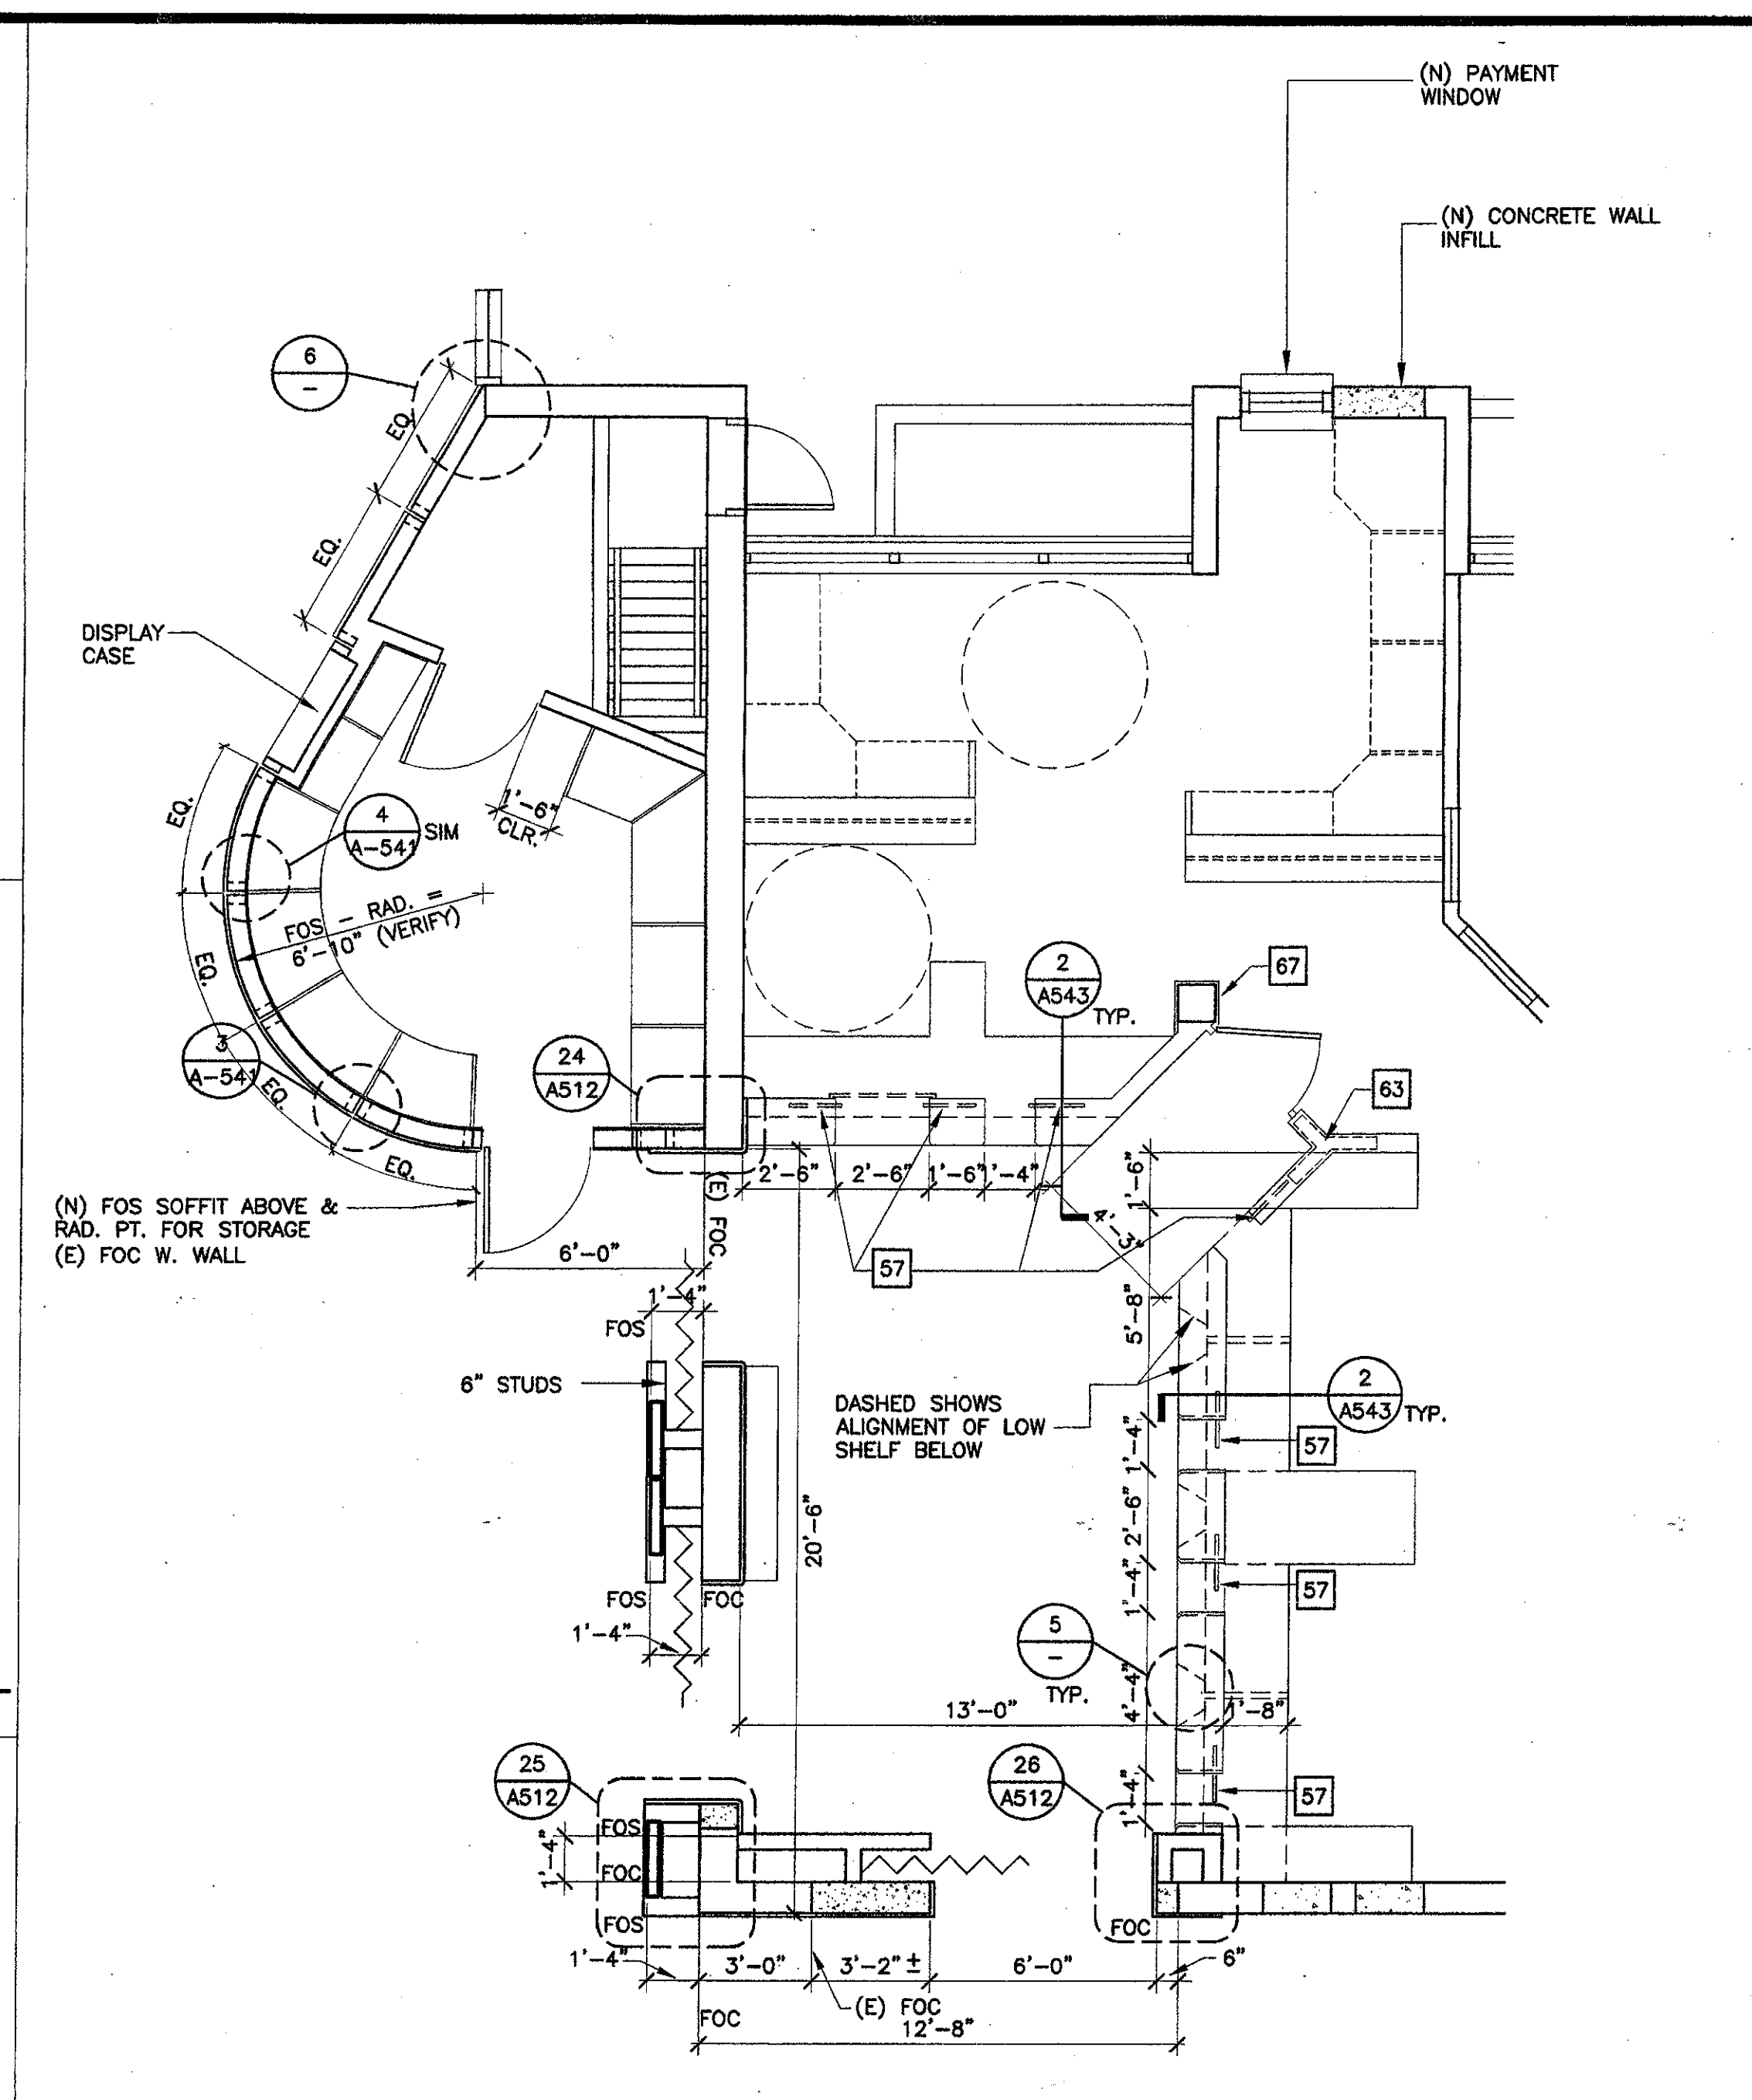 (N) PAYMENT
WINDOW
(N) CONCRETE WALL
INFILL
6
-
EQ.
EQ.
DISPLAY
CASE
EQ.
4
A-541
SIM
1'-6"
CLR.
FOS - RAD. =
6'-10" (VERIFY)
EQ.
2
A543
TYP.
67
3
A-541
EQ.
24
A512
63
EQ.
2'-6"
2'-6"
1'-6"
1'-4"
1'-6"
(N) FOS SOFFIT ABOVE &
RAD. PT. FOR STORAGE
(E) FOC W. WALL
(E) FOC
4'-3"
6'-0"
57
1'-4"
FOS
5'-8"
6" STUDS
DASHED SHOWS
ALIGNMENT OF LOW
SHELF BELOW
2
A543
TYP.
1'-4"
57
2'-6"
20'-6"
FOS
FOC
1'-4"
57
1'-4"
5
-
TYP.
4'-4"
13'-0"
1'-8"
25
A512
26
A512
1'-4"
57
FOS
1'-4"
FOC
FOS
FOC
1'-4"
3'-0"
3'-2" ±
6'-0"
6"
(E) FOC
FOC
12'-8"